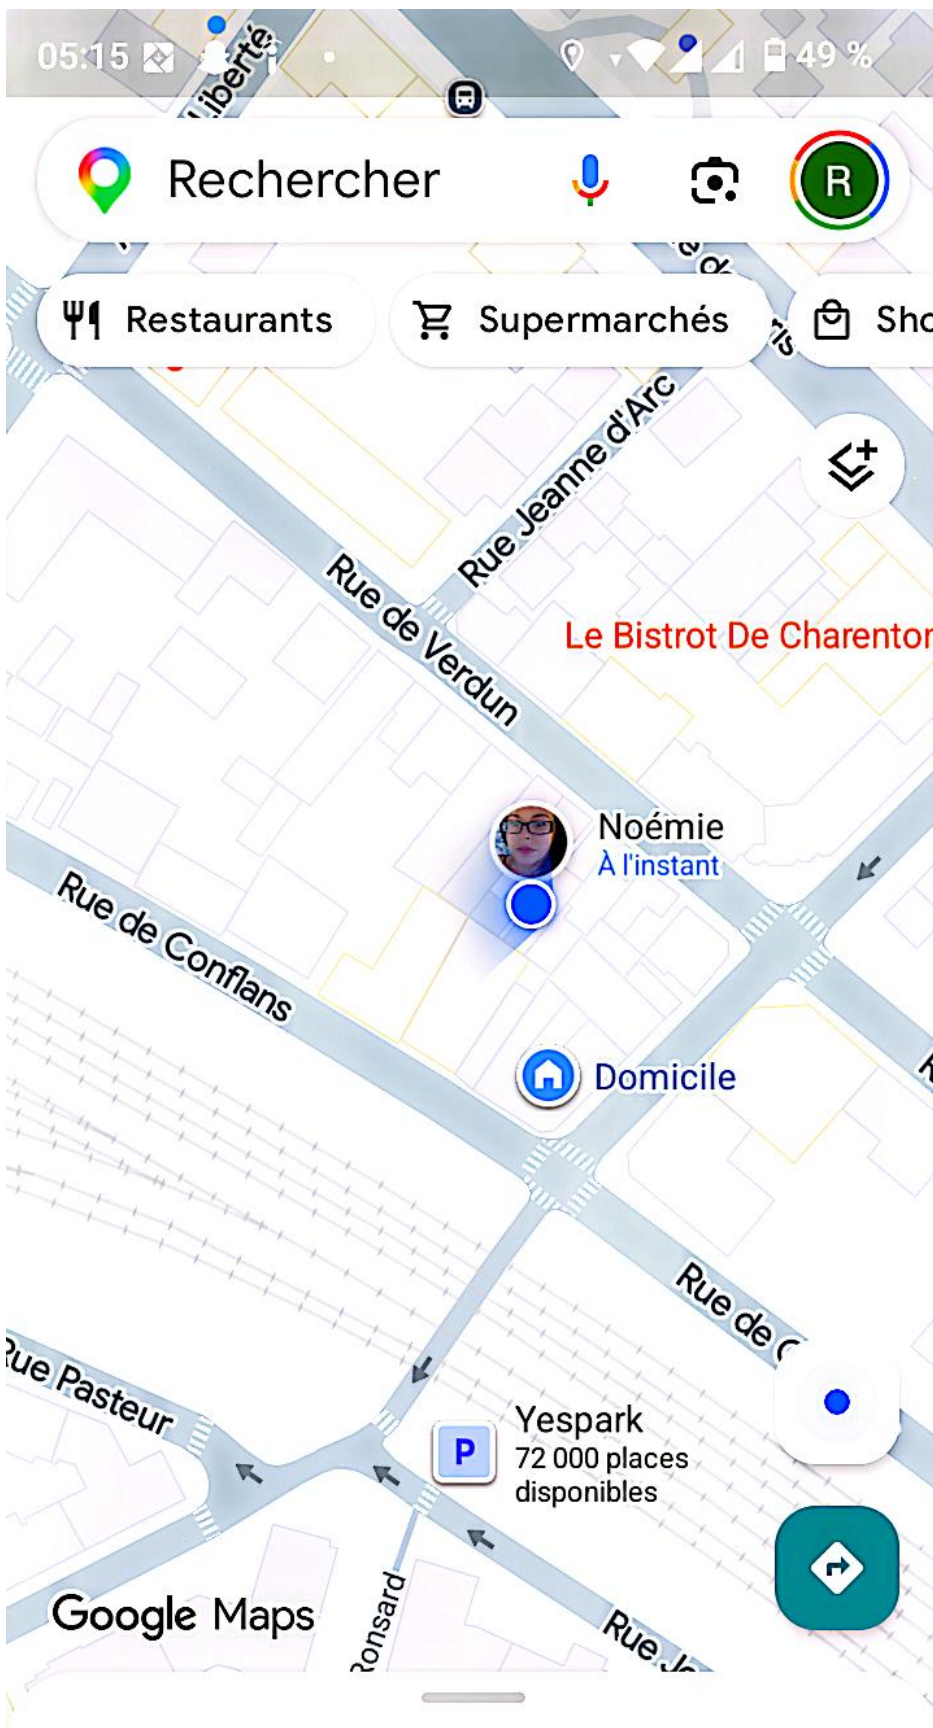 05:15
49 %
Liberté
Rechercher
R
Restaurants
Supermarchés
Sho
Rue Jeanne d'Arc
Rue de Verdun
Le Bistrot De Charenton
Noémie
À l'instant
Rue de Conflans
Domicile
Rue de C
Rue Pasteur
P
Yespark
72 000 places
disponibles
Google Maps
Ronsard
Rue Je